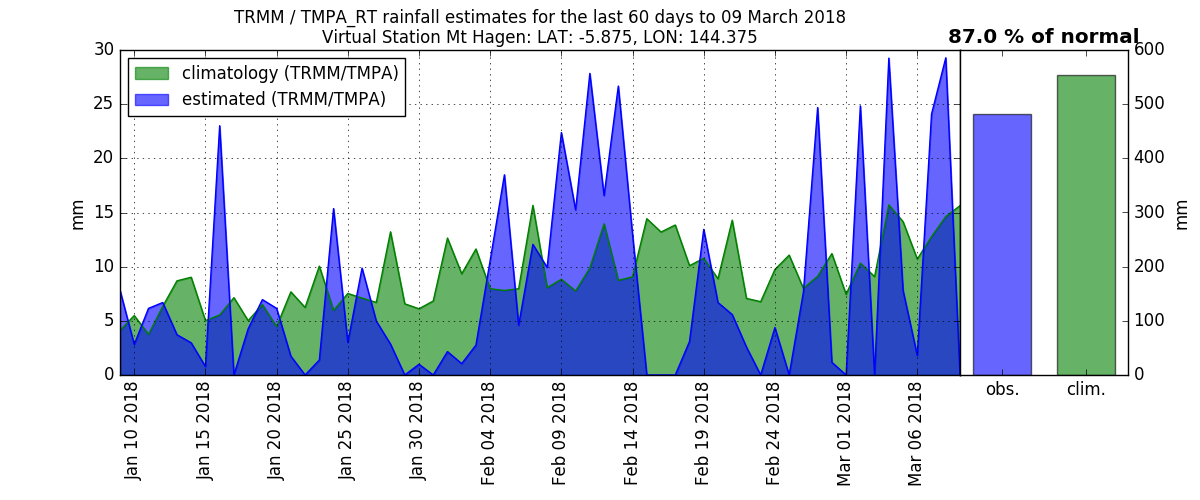 TRMM / TMPA_RT rainfall estimates for the last 60 days to 09 March 2018
Virtual Station Mt Hagen: LAT: -5.875, LON: 144.375
87.0 % of normal
climatology (TRMM/TMPA)
estimated (TRMM/TMPA)
30
25
20
15
10
5
0
mm
Jan 10 2018
Jan 15 2018
Jan 20 2018
Jan 25 2018
Jan 30 2018
Feb 04 2018
Feb 09 2018
Feb 14 2018
Feb 19 2018
Feb 24 2018
Mar 01 2018
Mar 06 2018
obs.
clim.
600
500
400
300
200
100
0
mm